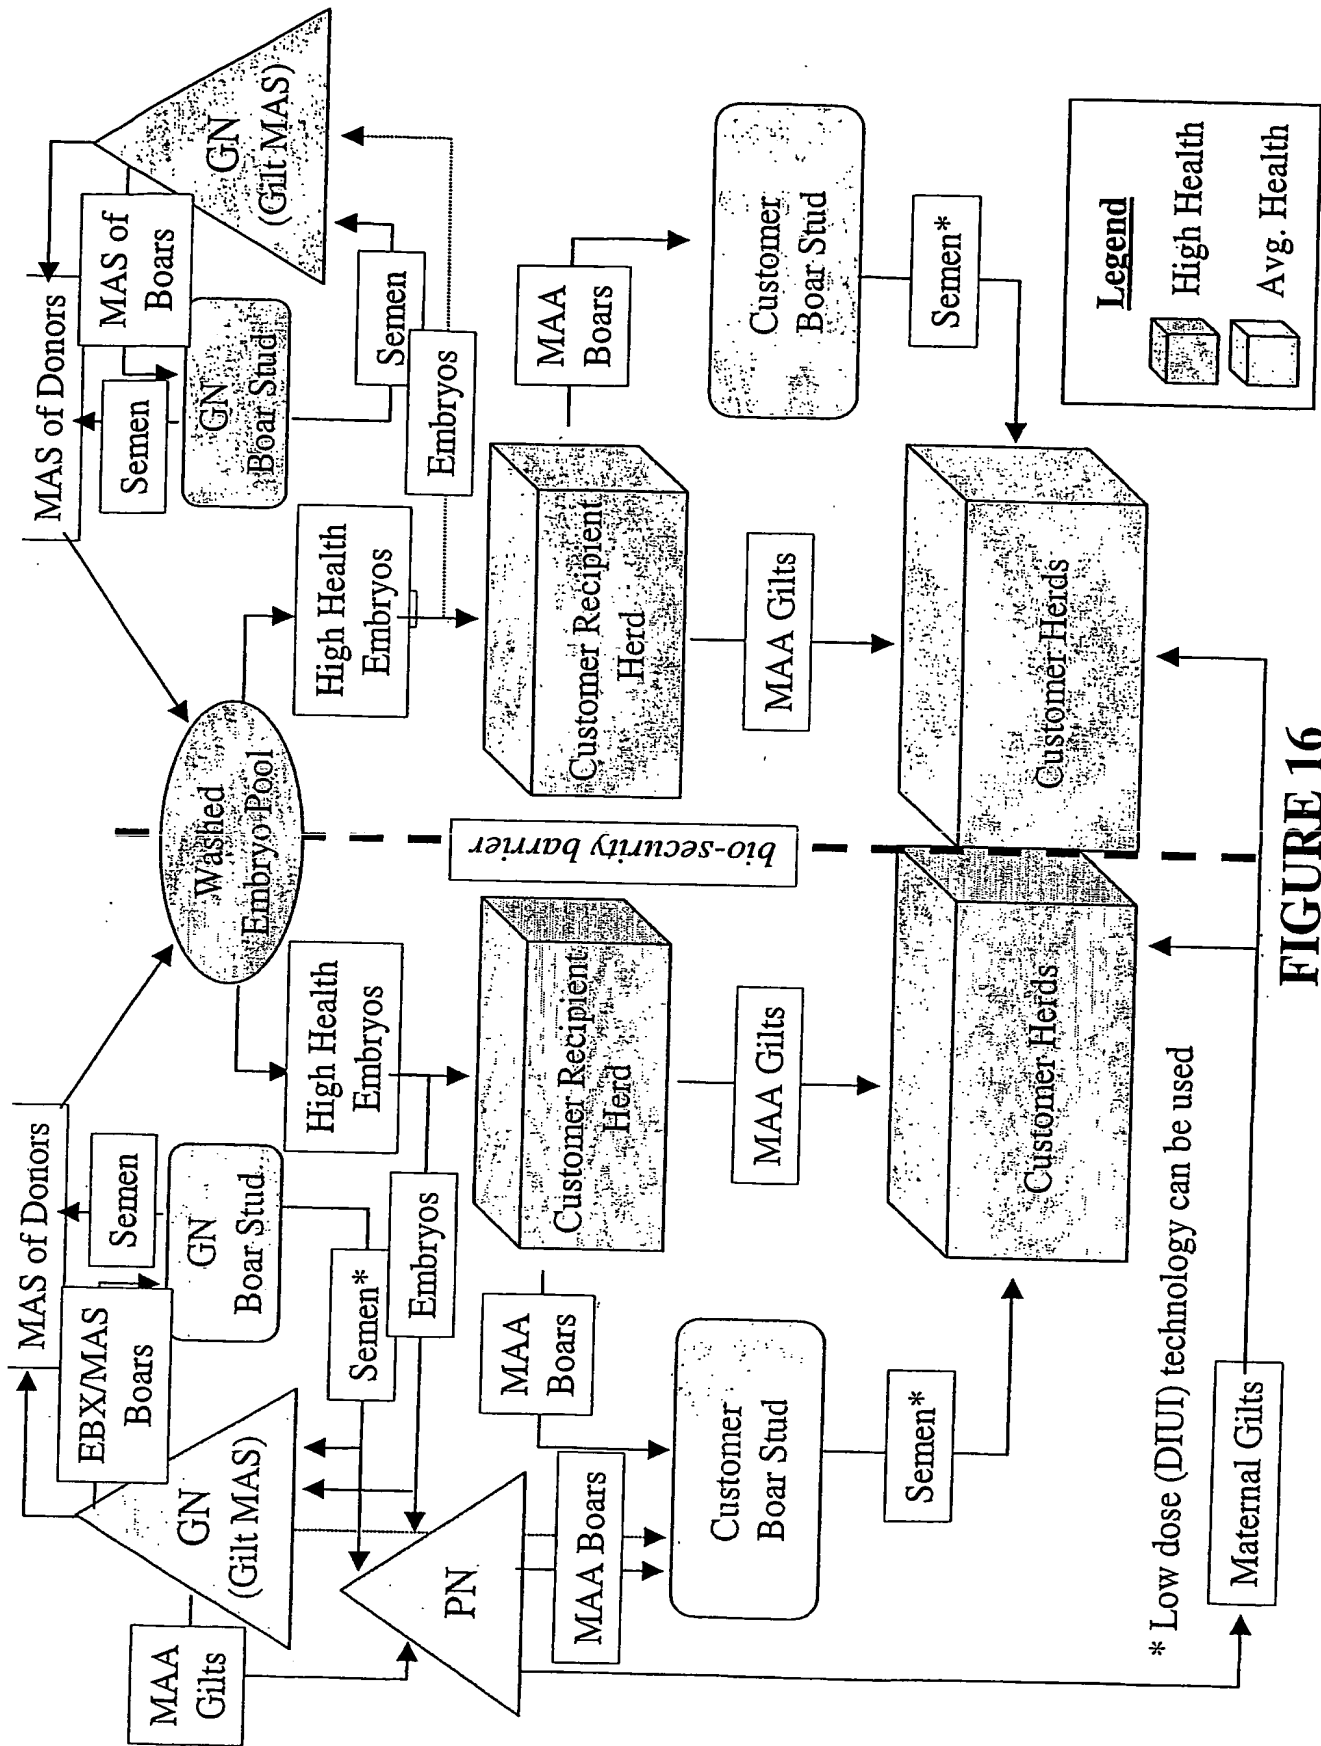 MAS of Donors
EBX/MAS
Boars
Semen
GN
Boar Stud
GN
(Gilt MAS)
MAA
Gilts
Semen*
Embryos
PN
High Health
Embryos
Washed
Embryo Pool
MAS of Donors
Semen
MAS of
Boars
GN
Boar Stud
GN
(Gilt MAS)
High Health
Embryos
Semen
Embryos
bio-security barrier
Customer Recipient
Herd
MAA
Boars
MAA Boars
Customer
Boar Stud
Customer Recipient
Herd
MAA
Boars
Customer
Boar Stud
MAA Gilts
MAA Gilts
Semen*
Semen*
Customer Herds
Customer Herds
* Low dose (DIUI) technology can be used
Maternal Gilts
Legend
High Health
Avg. Health
FIGURE 16